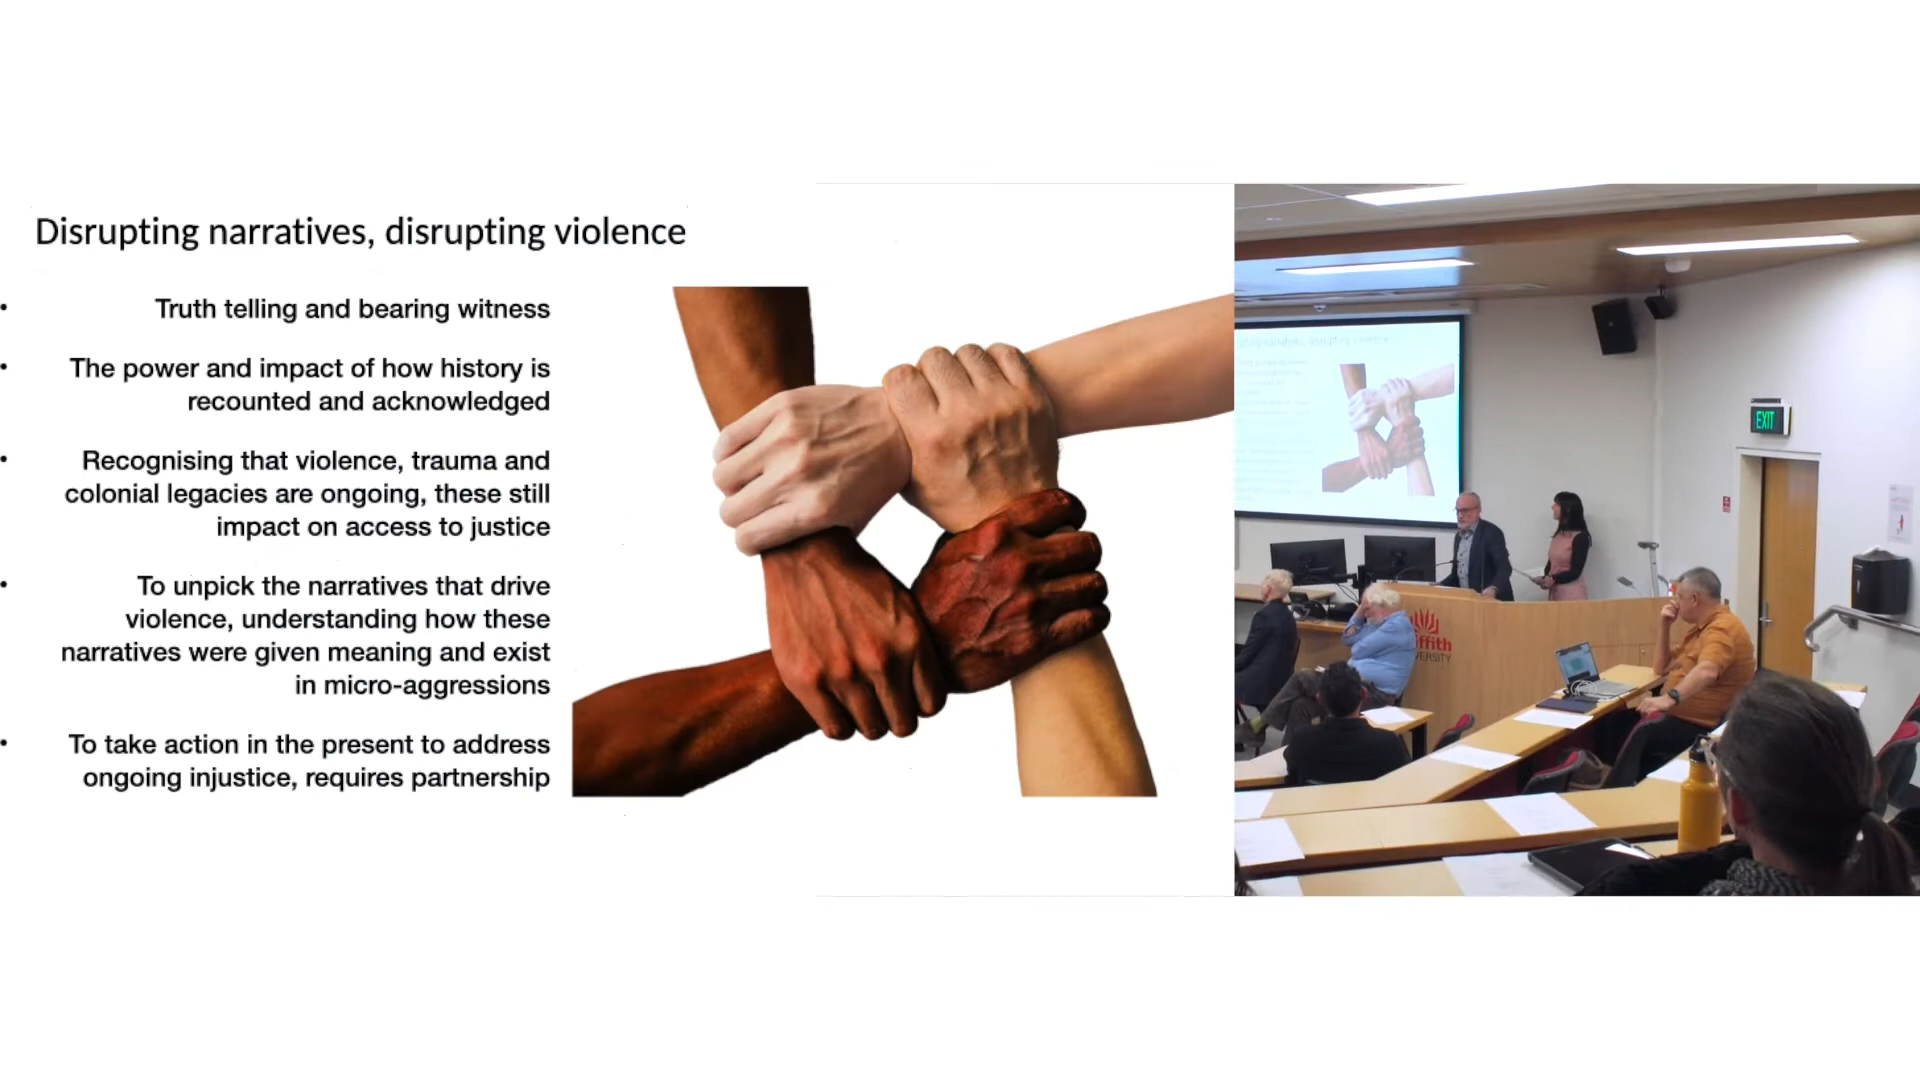 Disrupting narratives, disrupting violence
• Truth telling and bearing witness
• The power and impact of how history is
recounted and acknowledged
• Recognising that violence, trauma and
colonial legacies are ongoing, these still
impact on access to justice
• To unpick the narratives that drive
violence, understanding how these
narratives were given meaning and exist
in micro-aggressions
• To take action in the present to address
ongoing injustice, requires partnership
EXIT